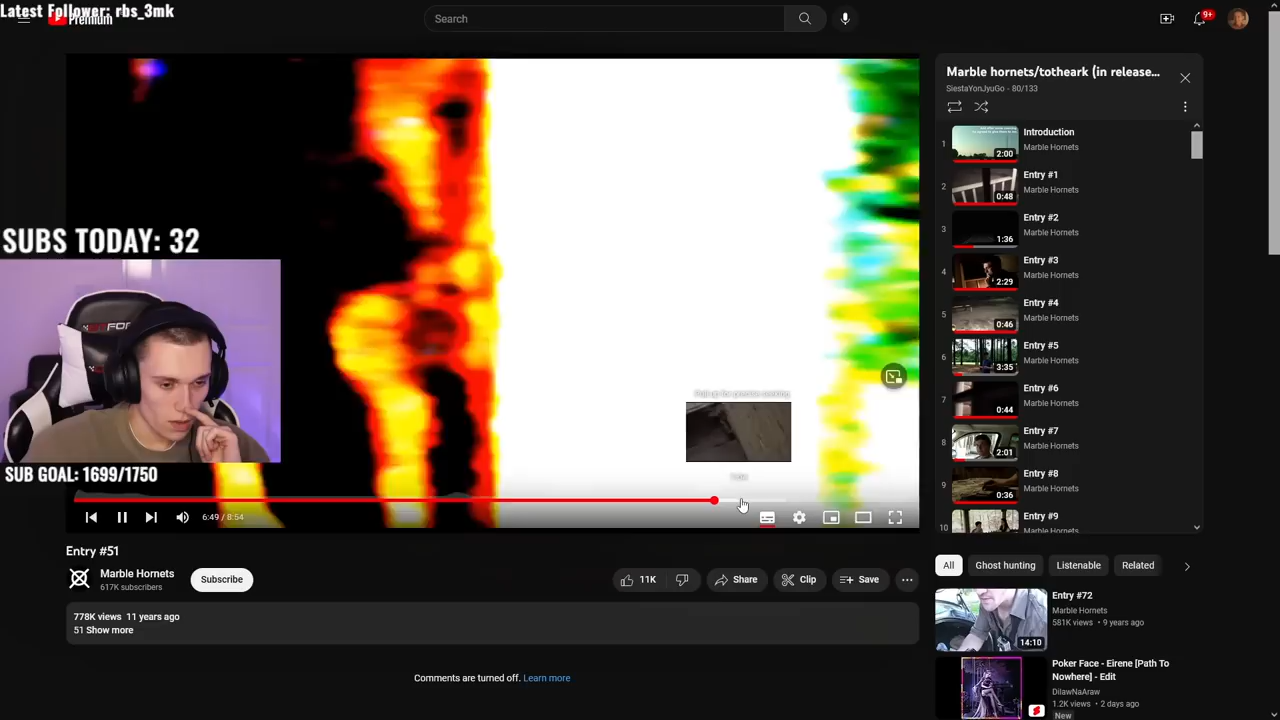 Latest Follower: rbs_3mk
Premium
Search
9+
SUBS TODAY: 32
SUB GOAL: 1699/1750
Pull up for precise seeking
6:49 / 8:54
Entry #51
Marble Hornets
617K subscribers
Subscribe
11K
Share
Clip
Save
778K views 11 years ago
51 Show more
Comments are turned off. Learn more
Marble hornets/totheark (in release...
SiestaYonJyuGo - 80/133
1
2:00
Introduction
Marble Hornets
2
0:48
Entry #1
Marble Hornets
3
1:36
Entry #2
Marble Hornets
4
2:29
Entry #3
Marble Hornets
5
0:46
Entry #4
Marble Hornets
6
3:35
Entry #5
Marble Hornets
7
0:44
Entry #6
Marble Hornets
8
2:01
Entry #7
Marble Hornets
9
0:36
Entry #8
Marble Hornets
10
Entry #9
Marble Hornets
All
Ghost hunting
Listenable
Related
14:10
Entry #72
Marble Hornets
581K views • 9 years ago
Poker Face - Eirene [Path To
Nowhere] - Edit
DilawNaAraw
1.2K views • 2 days ago
New